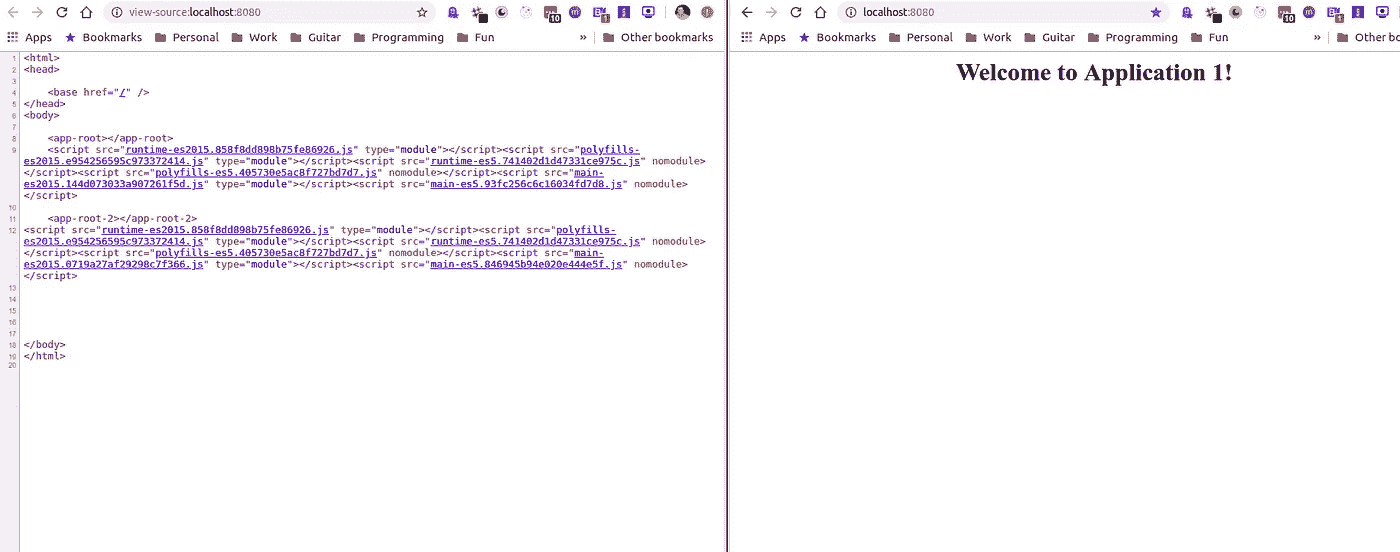 view-source:localhost:8080
10
Apps Bookmarks Personal Work Guitar Programming Fun » Other bookmarks
1 <html>
2 <head>
3
4 <base href="/" />
5 </head>
6 <body>
7
8 <app-root></app-root>
9 <script src="runtime-es2015.858f8dd898b75fe86926.js" type="module"></script><script src="polyfills-
es2015.e954256595c973372414.js" type="module"></script><script src="runtime-es5.741402d1d47331ce975c.js" nomodule>
</script><script src="polyfills-es5.405730e5ac8f727bd7d7.js" nomodule></script><script src="main-
es2015.144d073033a907261f5d.js" type="module"></script><script src="main-es5.93fc256c6c16034fd7d8.js" nomodule>
</script>
10
11 <app-root-2></app-root-2>
12 <script src="runtime-es2015.858f8dd898b75fe86926.js" type="module"></script><script src="polyfills-
es2015.e954256595c973372414.js" type="module"></script><script src="runtime-es5.741402d1d47331ce975c.js" nomodule>
</script><script src="polyfills-es5.405730e5ac8f727bd7d7.js" nomodule></script><script src="main-
es2015.0719a27af29298c7f366.js" type="module"></script><script src="main-es5.846945b94e020e444e5f.js" nomodule>
</script>
13
14
15
16
17
18 </body>
19 </html>
20
localhost:8080
10
Apps Bookmarks Personal Work Guitar Programming Fun » Other bo
Welcome to Application 1!